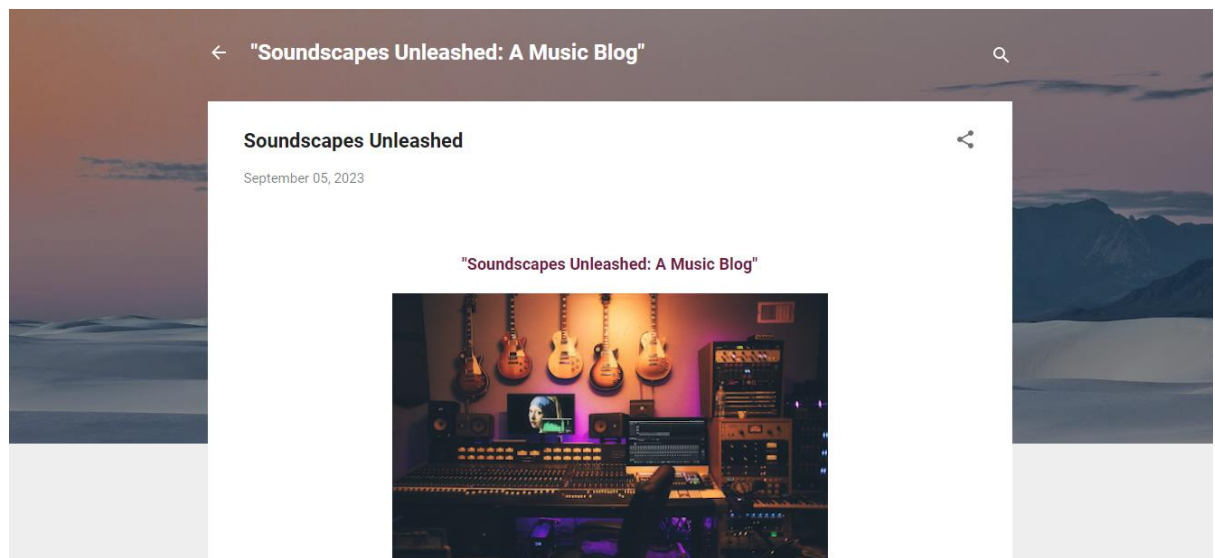 "Soundscapes Unleashed: A Music Blog"
Soundscapes Unleashed
September 05, 2023
"Soundscapes Unleashed: A Music Blog"